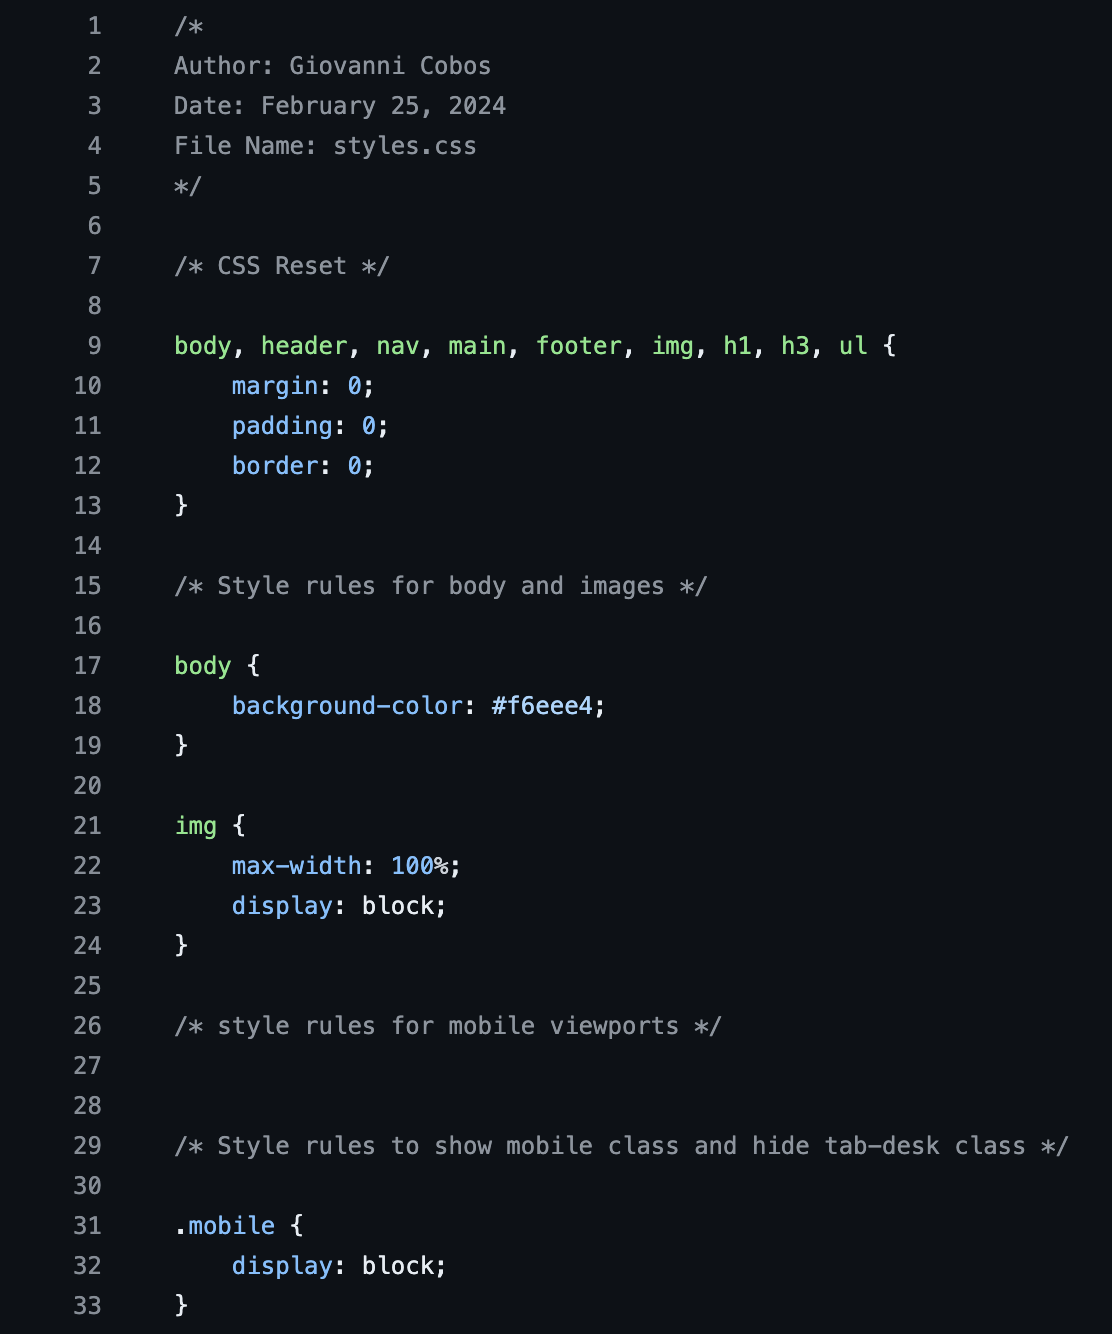 1 /*
2 Author: Giovanni Cobos
3 Date: February 25, 2024
4 File Name: styles.css
5 */
6
7 /* CSS Reset */
8
9 body, header, nav, main, footer, img, h1, h3, ul {
10     margin: 0;
11     padding: 0;
12     border: 0;
13 }
14
15 /* Style rules for body and images */
16
17 body {
18     background-color: #f6eee4;
19 }
20
21 img {
22     max-width: 100%;
23     display: block;
24 }
25
26 /* style rules for mobile viewports */
27
28
29 /* Style rules to show mobile class and hide tab-desk class */
30
31 .mobile {
32     display: block;
33 }